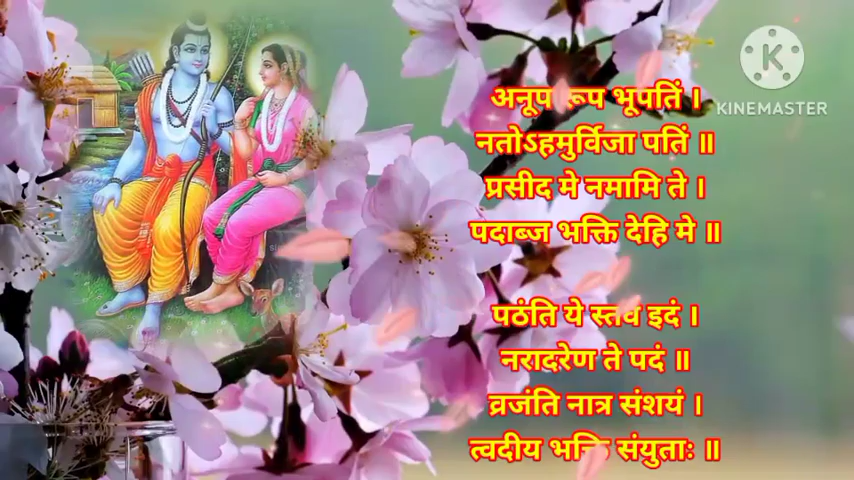 अनूप रूप भूपतिं ।
नतोऽहमुर्विजा पतिं ॥
प्रसीद मे नमामि ते ।
पदाब्ज भक्ति देहि मे ॥
पठंति ये स्तव इदं ।
नरादरेण ते पदं ॥
व्रजंति नात्र संशयं ।
त्वदीय भक्ति संयुताः ॥
KINEMASTER